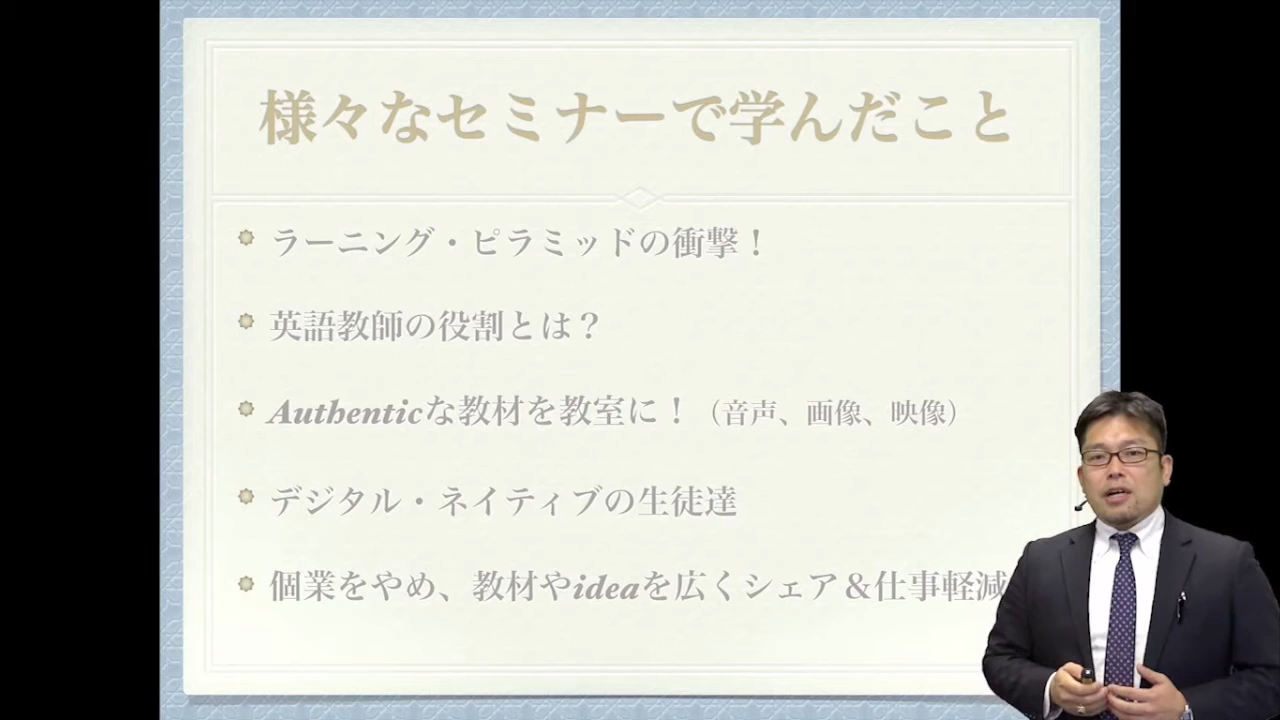 様々なセミナーで学んだこと
ラーニング・ピラミッドの衝撃！
英語教師の役割とは？
Authenticな教材を教室に！（音声、画像、映像）
デジタル・ネイティブの生徒達
個業をやめ、教材やideaを広くシェア＆仕事軽減